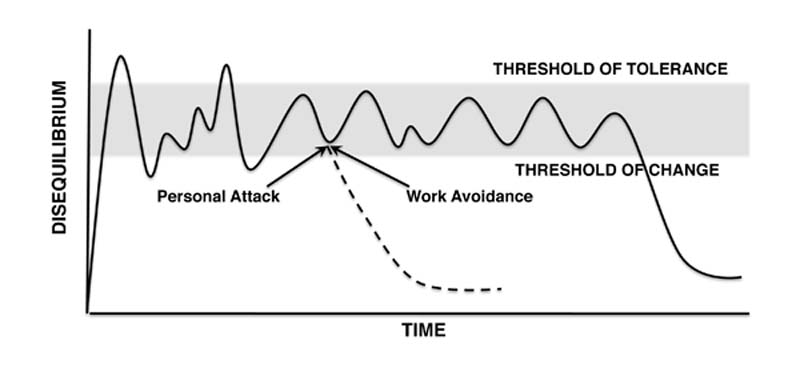 THRESHOLD OF TOLERANCE
DISEQUILIBRIUM
THRESHOLD OF CHANGE
Personal Attack
Work Avoidance
TIME